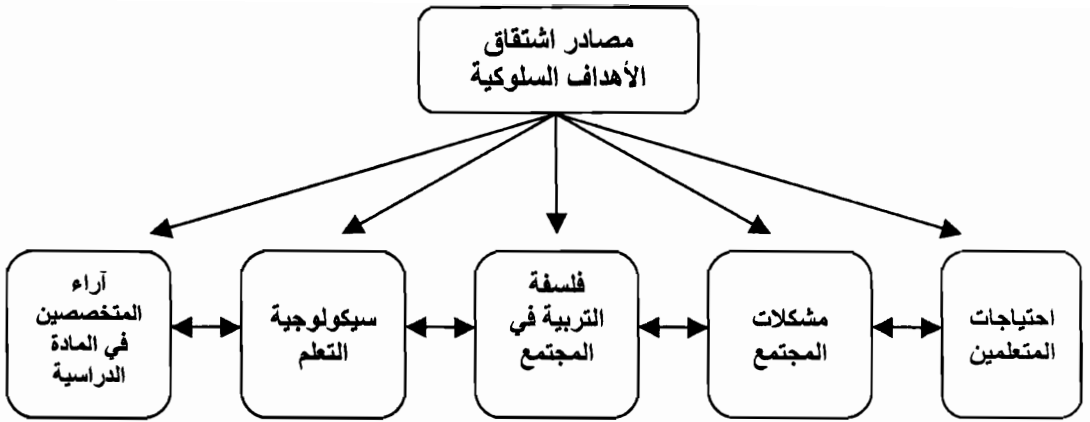 مصادر اشتقاق
الأهداف السلوكية
احتياجات
المتعلمين
مشكلات
المجتمع
فلسفة
التربية في
المجتمع
سيكولوجية
التعلم
آراء
المتخصصين
في المادة
الدراسية